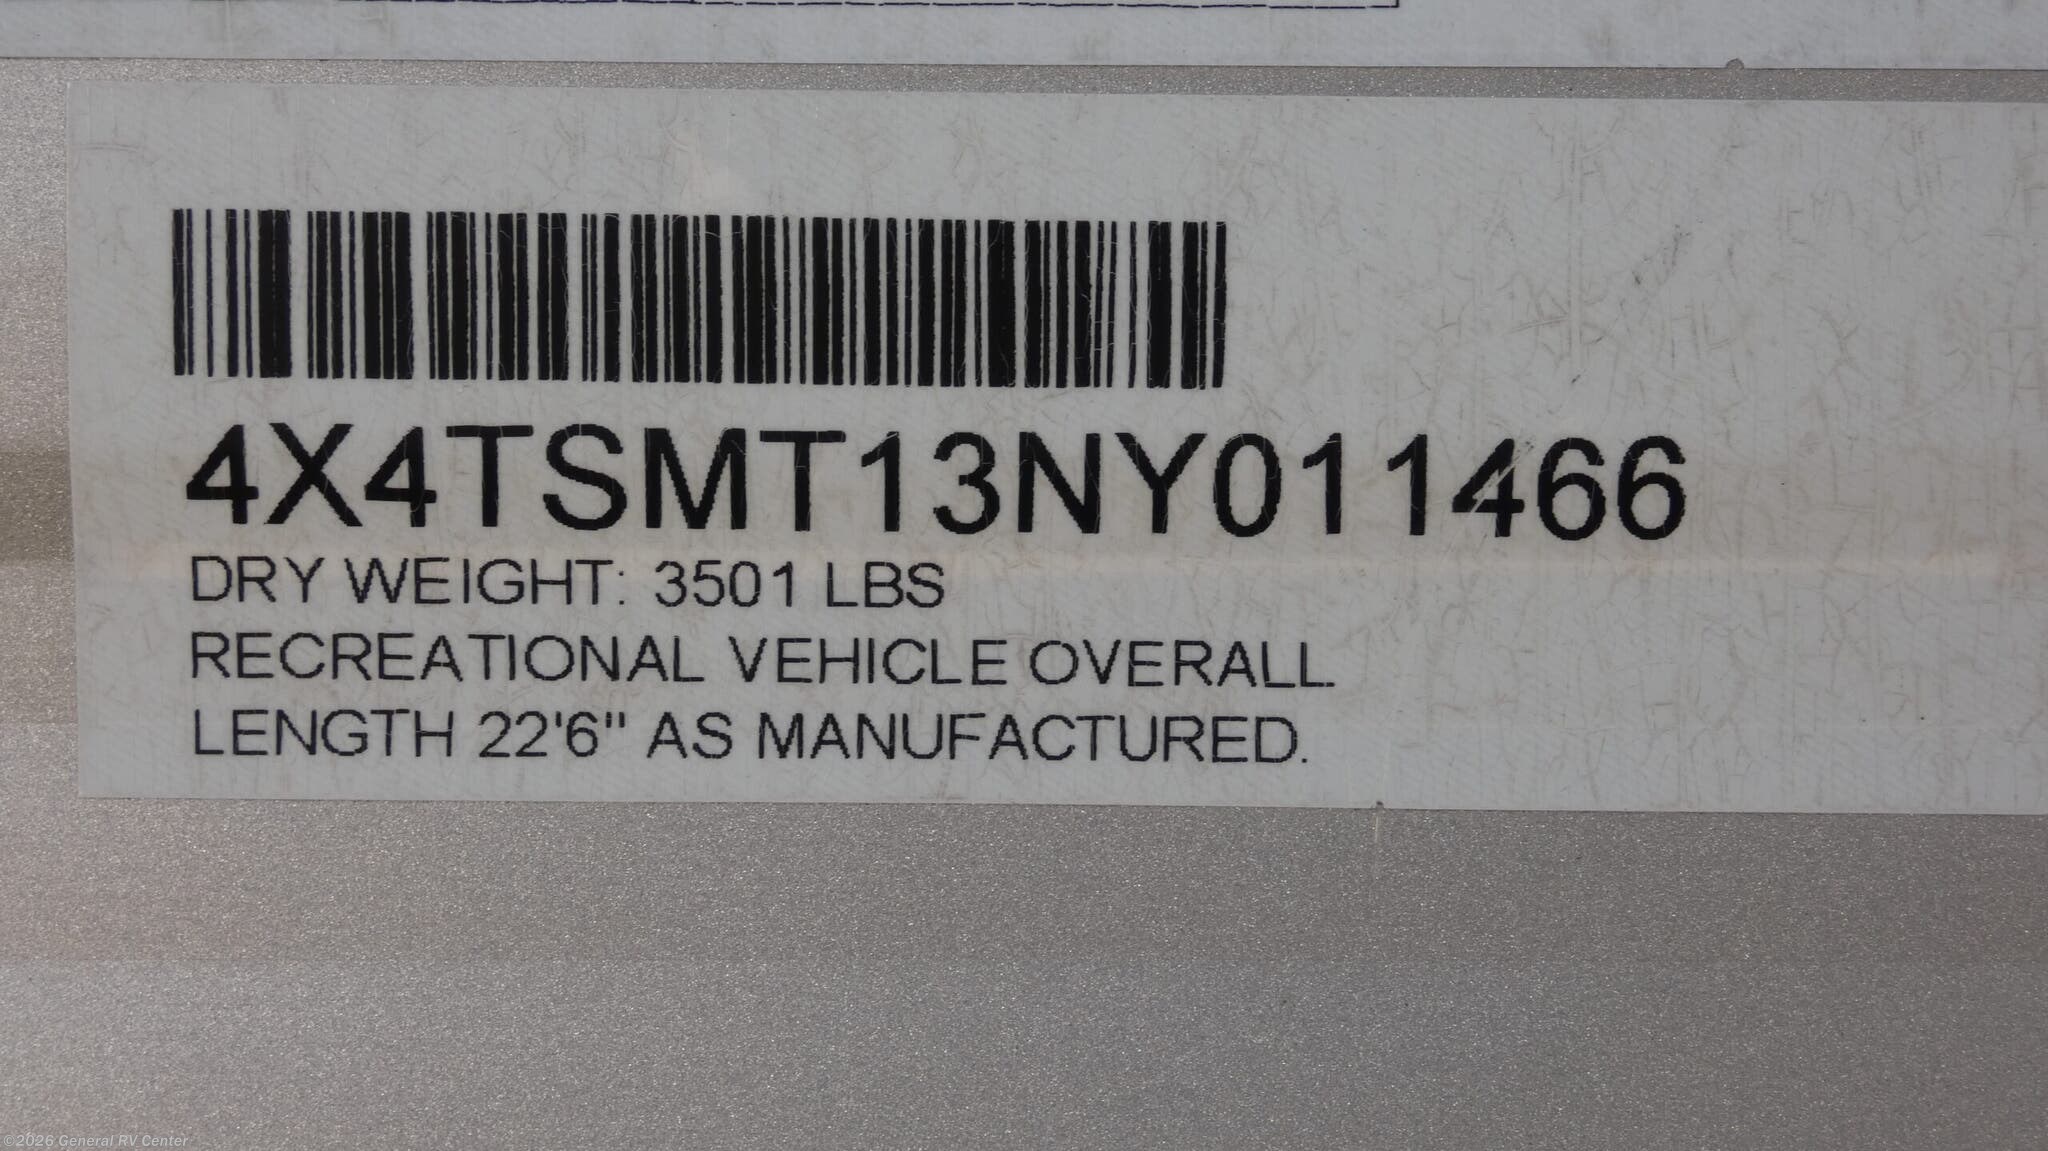 4X4TSMT13NY011466
DRY WEIGHT: 3501 LBS
RECREATIONAL VEHICLE OVERALL
LENGTH 22'6" AS MANUFACTURED.
©2026 General RV Center